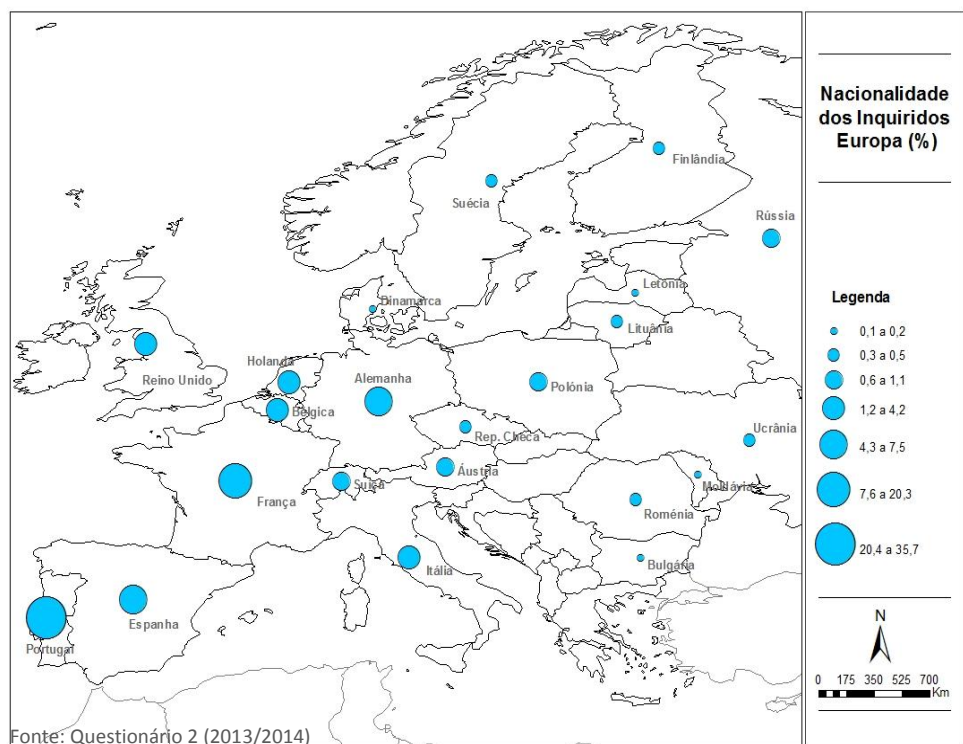 Nacionalidade
dos Inquiridos
Europa (%)
Finlândia
Suécia
Rússia
Letónia
Dinamarca
Lituânia
Reino Unido
Holanda
Alemanha
Polónia
Bélgica
Rep. Checa
Ucrânia
Áustria
Suiça
França
Moldávia
Roménia
Itália
Bulgária
Espanha
Portugal
Legenda
0,1 a 0,2
0,3 a 0,5
0,6 a 1,1
1,2 a 4,2
4,3 a 7,5
7,6 a 20,3
20,4 a 35,7
N
0 175 350 525 700
Km
Fonte: Questionário 2 (2013/2014)